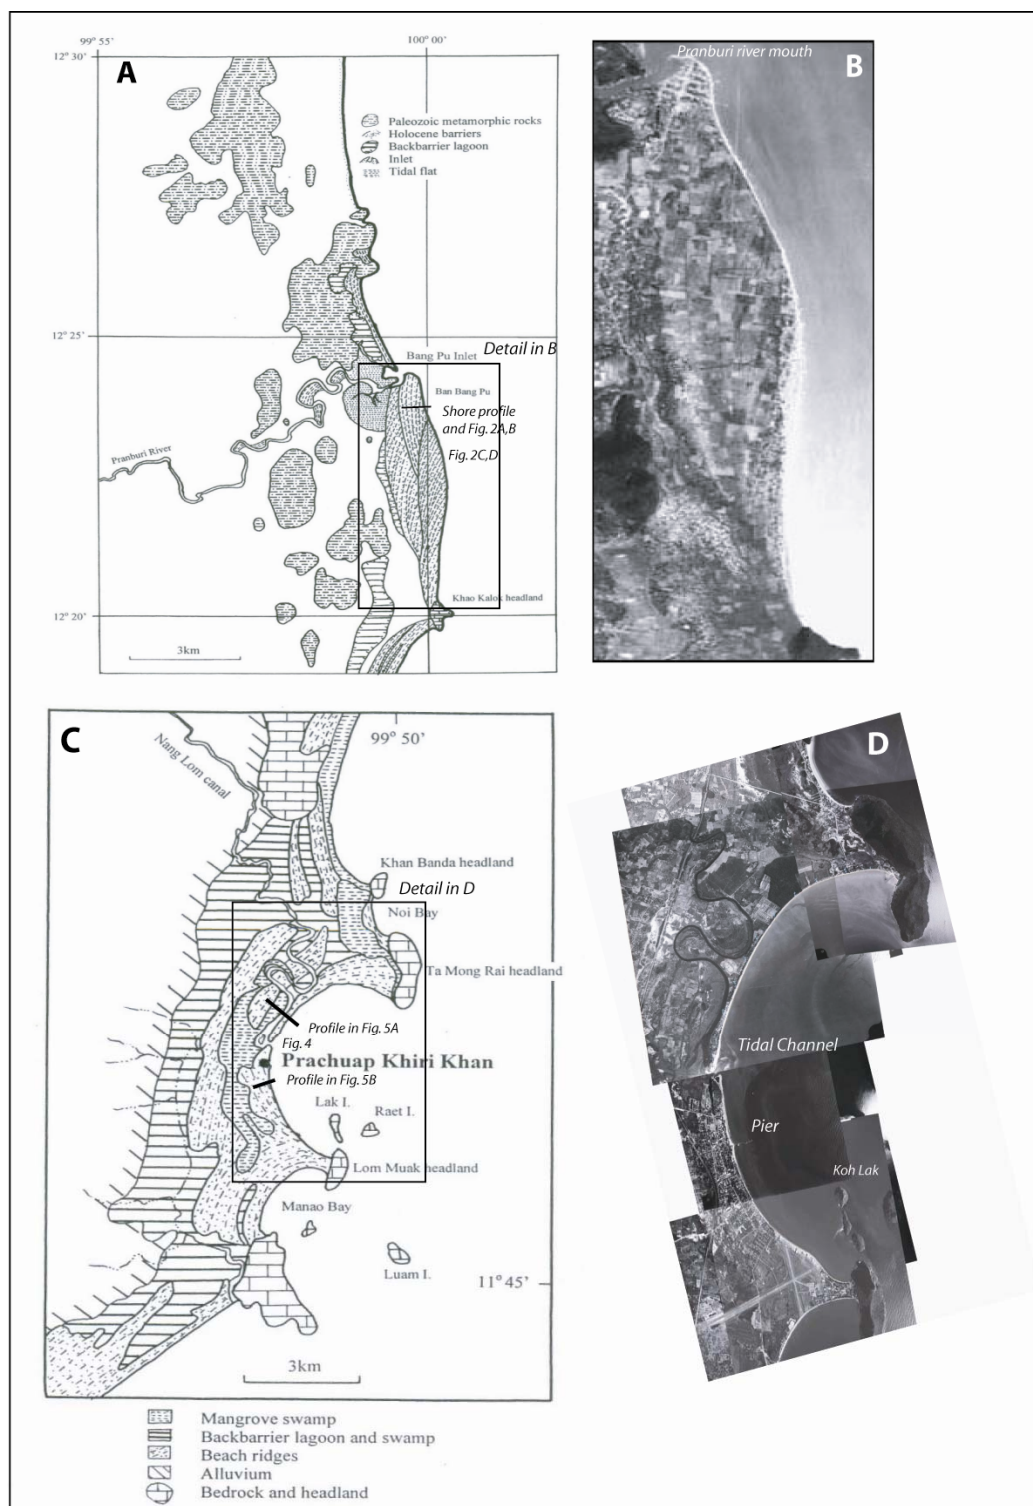 99° 55'
100° 00'
12° 30'
A
Paleozoic metamorphic rocks
Holocene barriers
Backbarrier lagoon
Inlet
Tidal flat
12° 25'
Bang Pu Inlet
Detail in B
Ban Bang Pu
Shore profile
and Fig. 2A,B
Fig. 2C,D
Pranburi River
Khao Kalok headland
12° 20'
3km
Pranburi river mouth
B
C
99° 50'
Nang Lom canal
Khan Banda headland
Detail in D
Noi Bay
Ta Mong Rai headland
Profile in Fig. 5A
Fig. 4
Prachuap Khiri Khan
Profile in Fig. 5B
Lak I.
Raet I.
Lom Muak headland
Manao Bay
Luam I.
11° 45'
3km
Mangrove swamp
Backbarrier lagoon and swamp
Beach ridges
Alluvium
Bedrock and headland
D
Tidal Channel
Pier
Koh Lak